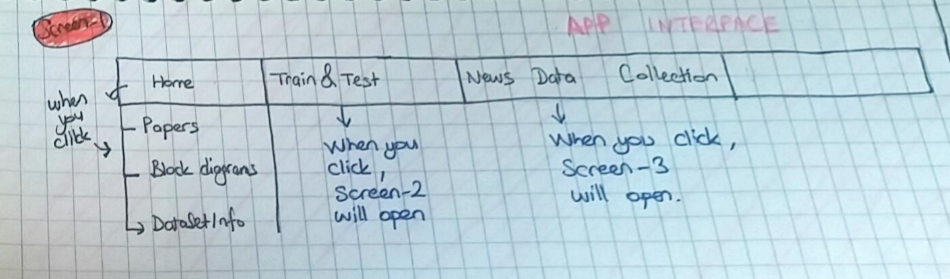 Screen-1
APP INTERFACE
Home
Train & Test
News Data Collection
when
you
click
Papers
Block digrans
DataSetInfo
When you
click,
Screen-2
will open
When you click,
Screen-3
will open.